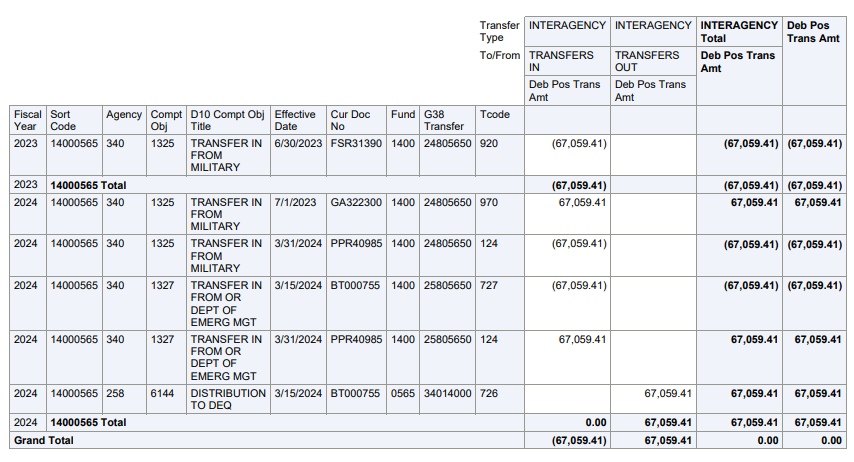 Transfer Type INTERAGENCY INTERAGENCY INTERAGENCY Total Deb Pos Trans Amt
To/From TRANSFERS IN TRANSFERS OUT Deb Pos Trans Amt
Deb Pos Trans Amt Deb Pos Trans Amt
Fiscal Year Sort Code Agency Compt Obj D10 Compt Obj Title Effective Date Cur Doc No Fund G38 Transfer Tcode
2023 14000565 340 1325 TRANSFER IN FROM MILITARY 6/30/2023 FSR31390 1400 24805650 920 (67,059.41) (67,059.41) (67,059.41)
2023 14000565 Total (67,059.41) (67,059.41) (67,059.41)
2024 14000565 340 1325 TRANSFER IN FROM MILITARY 7/1/2023 GA322300 1400 24805650 970 67,059.41 67,059.41 67,059.41
2024 14000565 340 1325 TRANSFER IN FROM MILITARY 3/31/2024 PPR40985 1400 24805650 124 (67,059.41) (67,059.41) (67,059.41)
2024 14000565 340 1327 TRANSFER IN FROM OR DEPT OF EMERG MGT 3/15/2024 BT000755 1400 25805650 727 (67,059.41) (67,059.41) (67,059.41)
2024 14000565 340 1327 TRANSFER IN FROM OR DEPT OF EMERG MGT 3/31/2024 PPR40985 1400 25805650 124 67,059.41 67,059.41 67,059.41
2024 14000565 258 6144 DISTRIBUTION TO DEQ 3/15/2024 BT000755 0565 34014000 726 67,059.41 67,059.41 67,059.41
2024 14000565 Total 0.00 67,059.41 67,059.41 67,059.41
Grand Total (67,059.41) 67,059.41 0.00 0.00